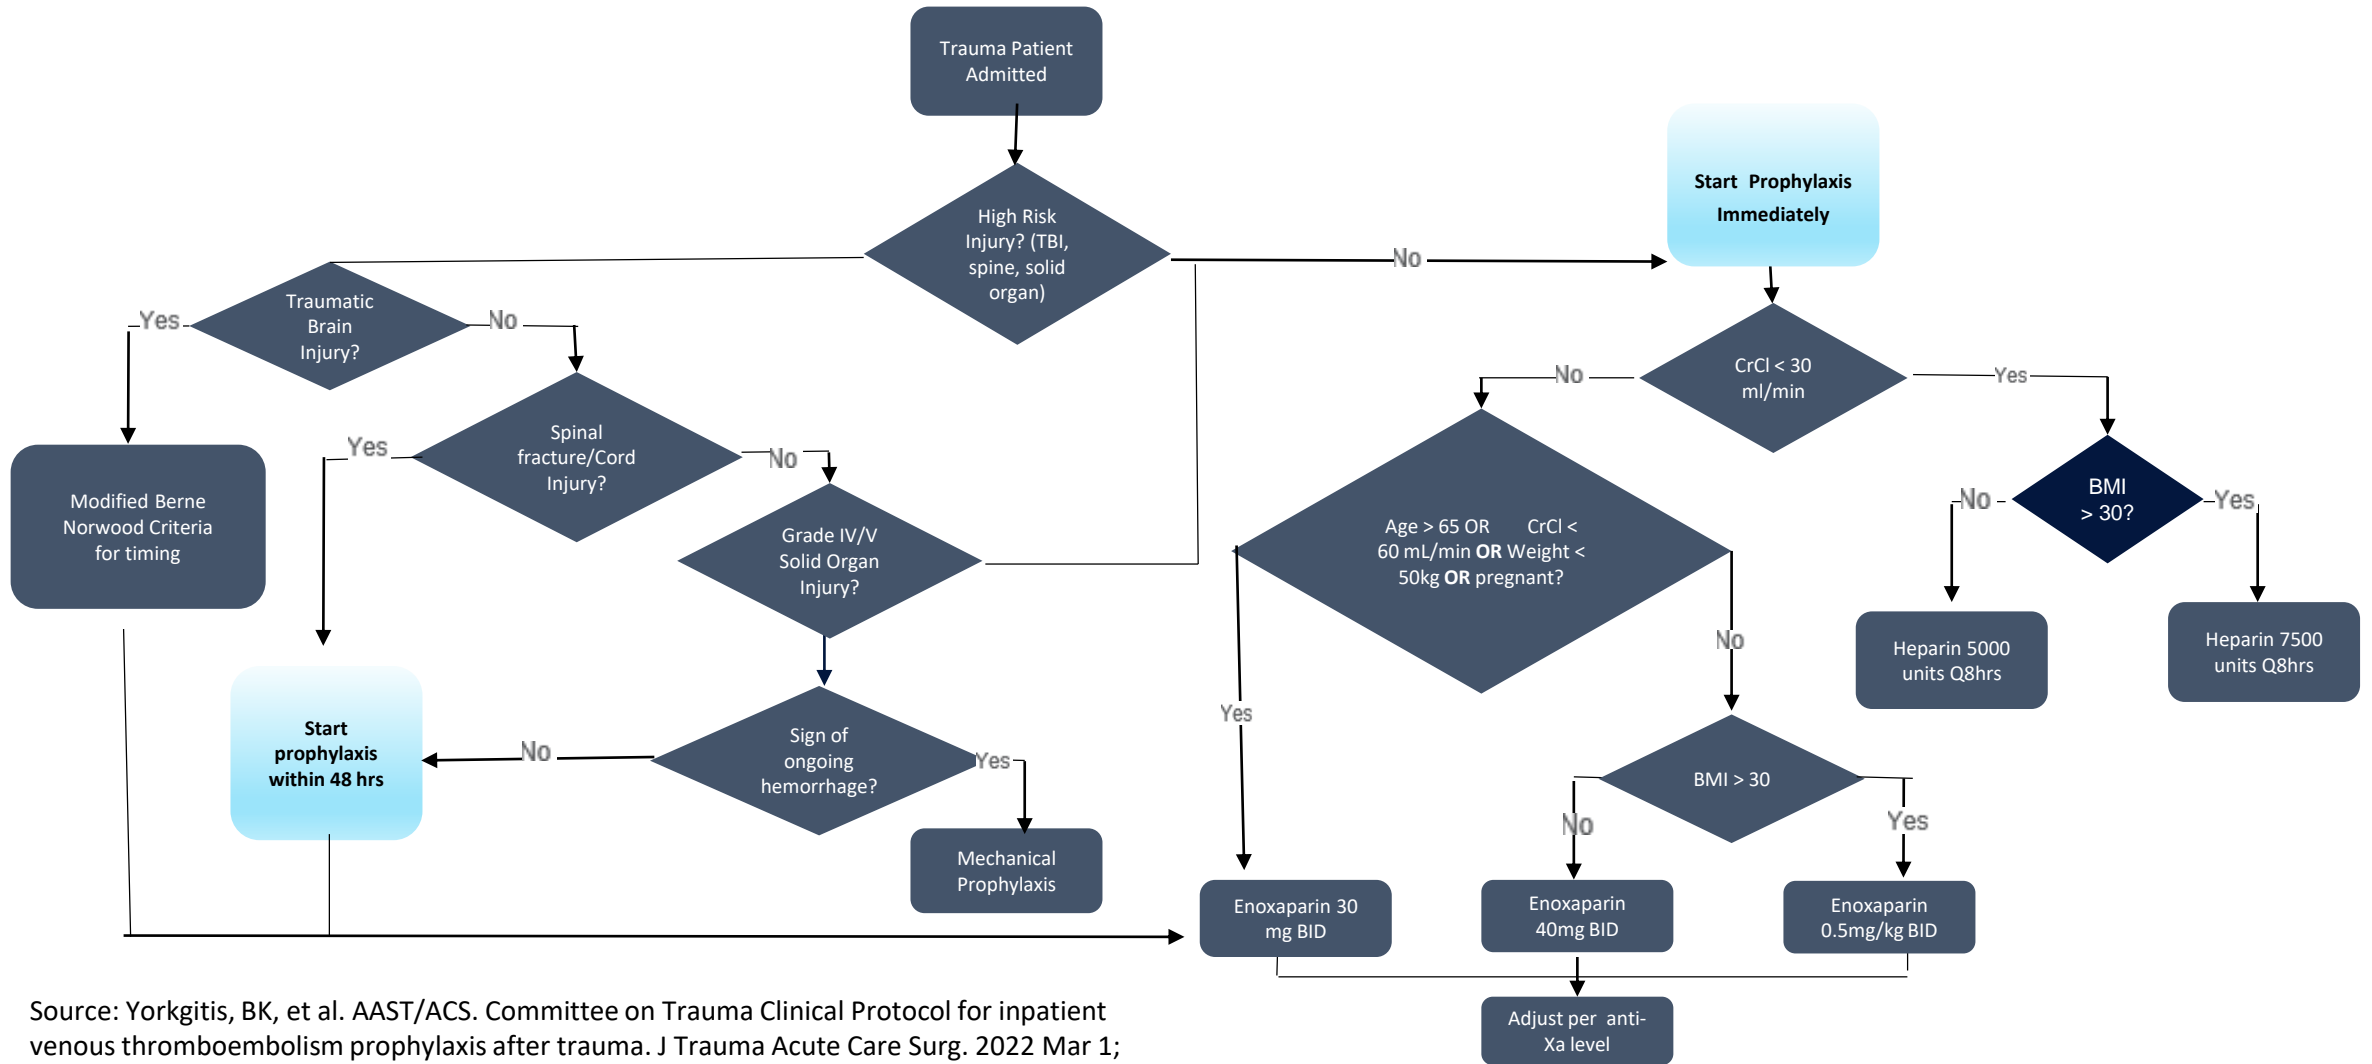 Trauma Patient
Admitted
High Risk
Injury? (TBI,
spine, solid
organ)
No
Start Prophylaxis
Immediately
Traumatic
Brain
Injury?
Yes
No
CrCl < 30
ml/min
No
Yes
Spinal
fracture/Cord
Injury?
Yes
No
Modified Berne
Norwood Criteria
for timing
Grade IV/V
Solid Organ
Injury?
Age > 65 OR CrCl <
60 mL/min OR Weight <
50kg OR pregnant?
BMI
> 30?
No
Yes
Heparin 5000
units Q8hrs
Heparin 7500
units Q8hrs
Yes
No
Start
prophylaxis
within 48 hrs
No
Sign of
ongoing
hemorrhage?
Yes
BMI > 30
No
Yes
Mechanical
Prophylaxis
Enoxaparin 30
mg BID
Enoxaparin
40mg BID
Enoxaparin
0.5mg/kg BID
Adjust per anti-
Xa level
Source: Yorkgitis, BK, et al. AAST/ACS. Committee on Trauma Clinical Protocol for inpatient
venous thromboembolism prophylaxis after trauma. J Trauma Acute Care Surg. 2022 Mar 1;